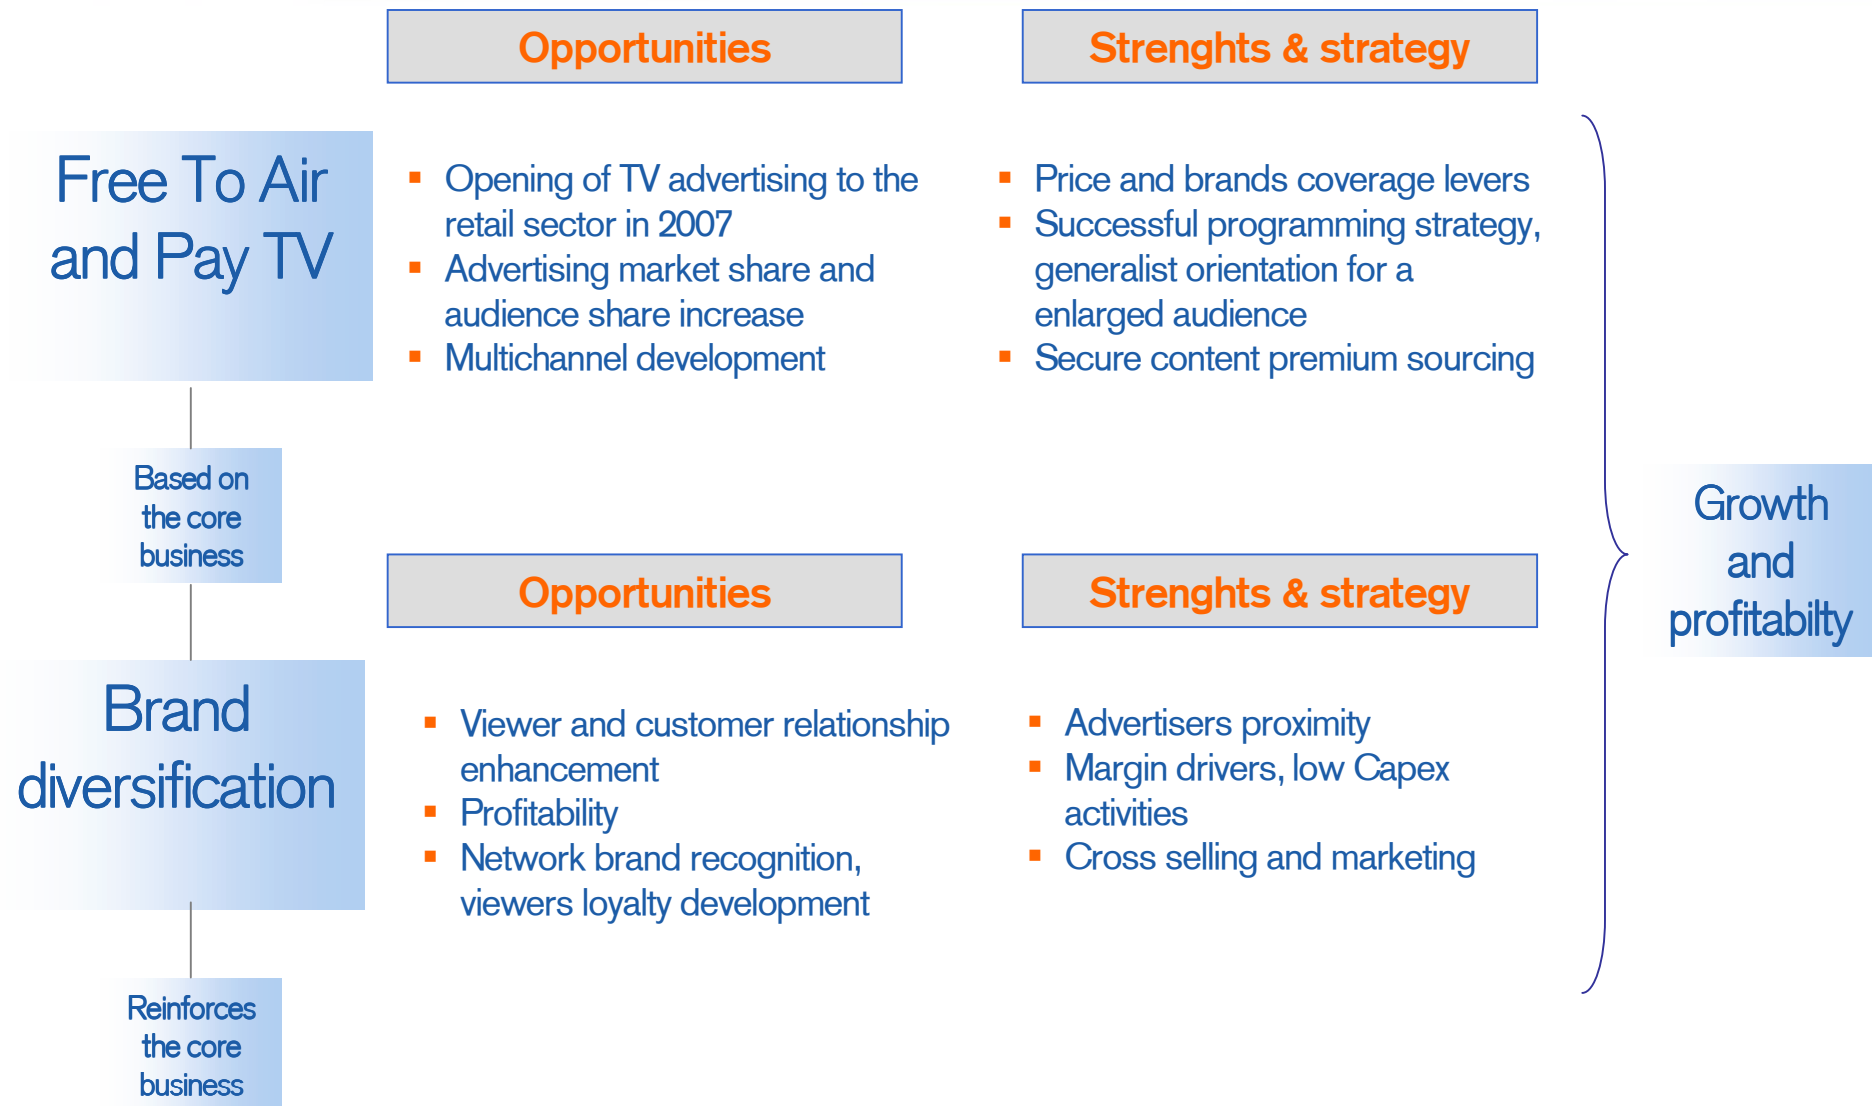 Opportunities
Strenghts & strategy
Free To Air
and Pay TV
▪ Opening of TV advertising to the
retail sector in 2007
▪ Advertising market share and
audience share increase
▪ Multichannel development
▪ Price and brands coverage levers
▪ Successful programming strategy,
generalist orientation for a
enlarged audience
▪ Secure content premium sourcing
Based on
the core
business
Growth
and
profitabilty
Opportunities
Strenghts & strategy
Brand
diversification
▪ Viewer and customer relationship
enhancement
▪ Profitability
▪ Network brand recognition,
viewers loyalty development
▪ Advertisers proximity
▪ Margin drivers, low Capex
activities
▪ Cross selling and marketing
Reinforces
the core
business